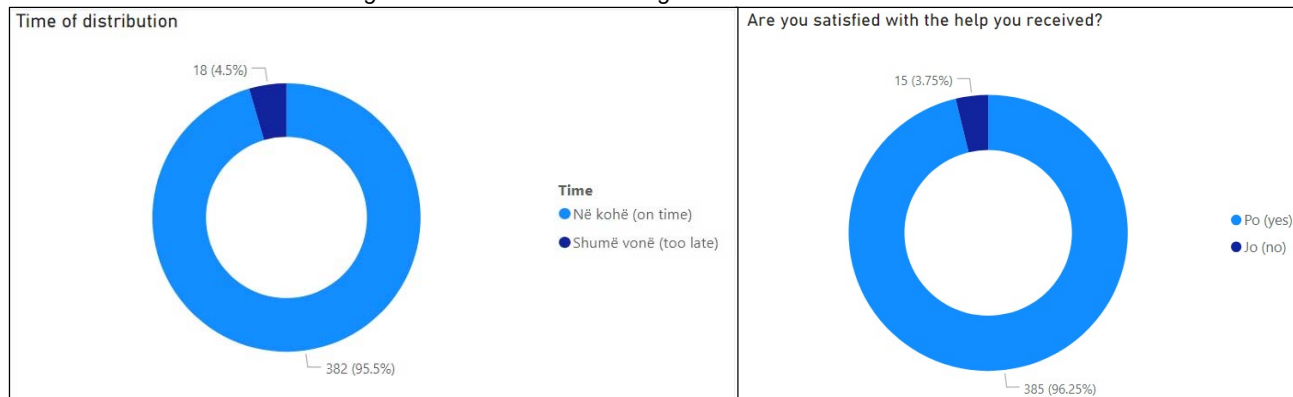 Time of distribution
18 (4.5%)
382 (95.5%)
Time
Në kohë (on time)
Shumë vonë (too late)
Are you satisfied with the help you received?
15 (3.75%)
385 (96.25%)
Po (yes)
Jo (no)